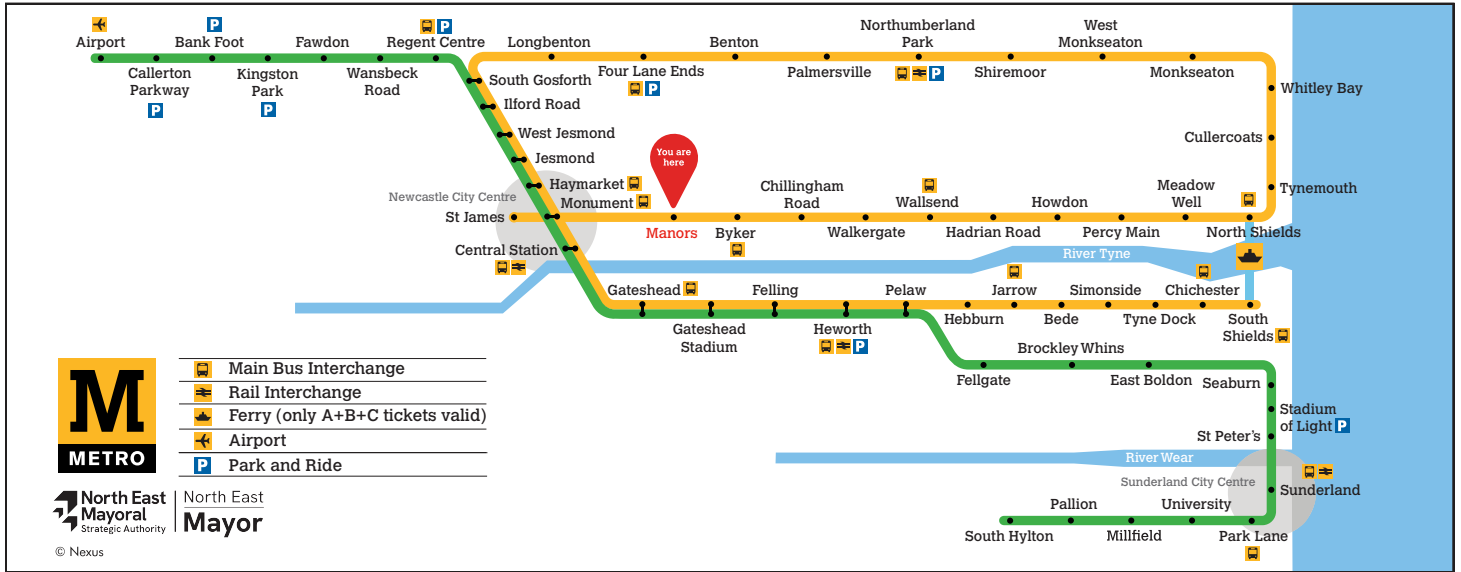 Airport
Callerton
Parkway
P
Bank Foot
P
Kingston
Park
P
Fawdon
Wansbeck
Road
Regent Centre
P
South Gosforth
Ilford Road
West Jesmond
Jesmond
Haymarket
Monument
Newcastle City Centre
St James
Central Station
Longbenton
Four Lane Ends
P
Benton
Palmersville
Northumberland
Park
P
Shiremoor
West
Monkseaton
Monkseaton
Whitley Bay
Cullercoats
Tynemouth
You are
here
Manors
Byker
Chillingham
Road
Walkergate
Wallsend
Hadrian Road
Howdon
Percy Main
Meadow
Well
North Shields
River Tyne
Gateshead
Gateshead
Stadium
Felling
Heworth
P
Pelaw
Hebburn
Jarrow
Bede
Simonside
Tyne Dock
Chichester
South
Shields
Fellgate
Brockley Whins
East Boldon
Seaburn
Stadium
of Light P
St Peter's
River Wear
Sunderland City Centre
Sunderland
Park Lane
University
Millfield
Pallion
South Hylton
M
METRO
Main Bus Interchange
Rail Interchange
Ferry (only A+B+C tickets valid)
Airport
P Park and Ride
North East
Mayoral
Strategic Authority
North East
Mayor
© Nexus